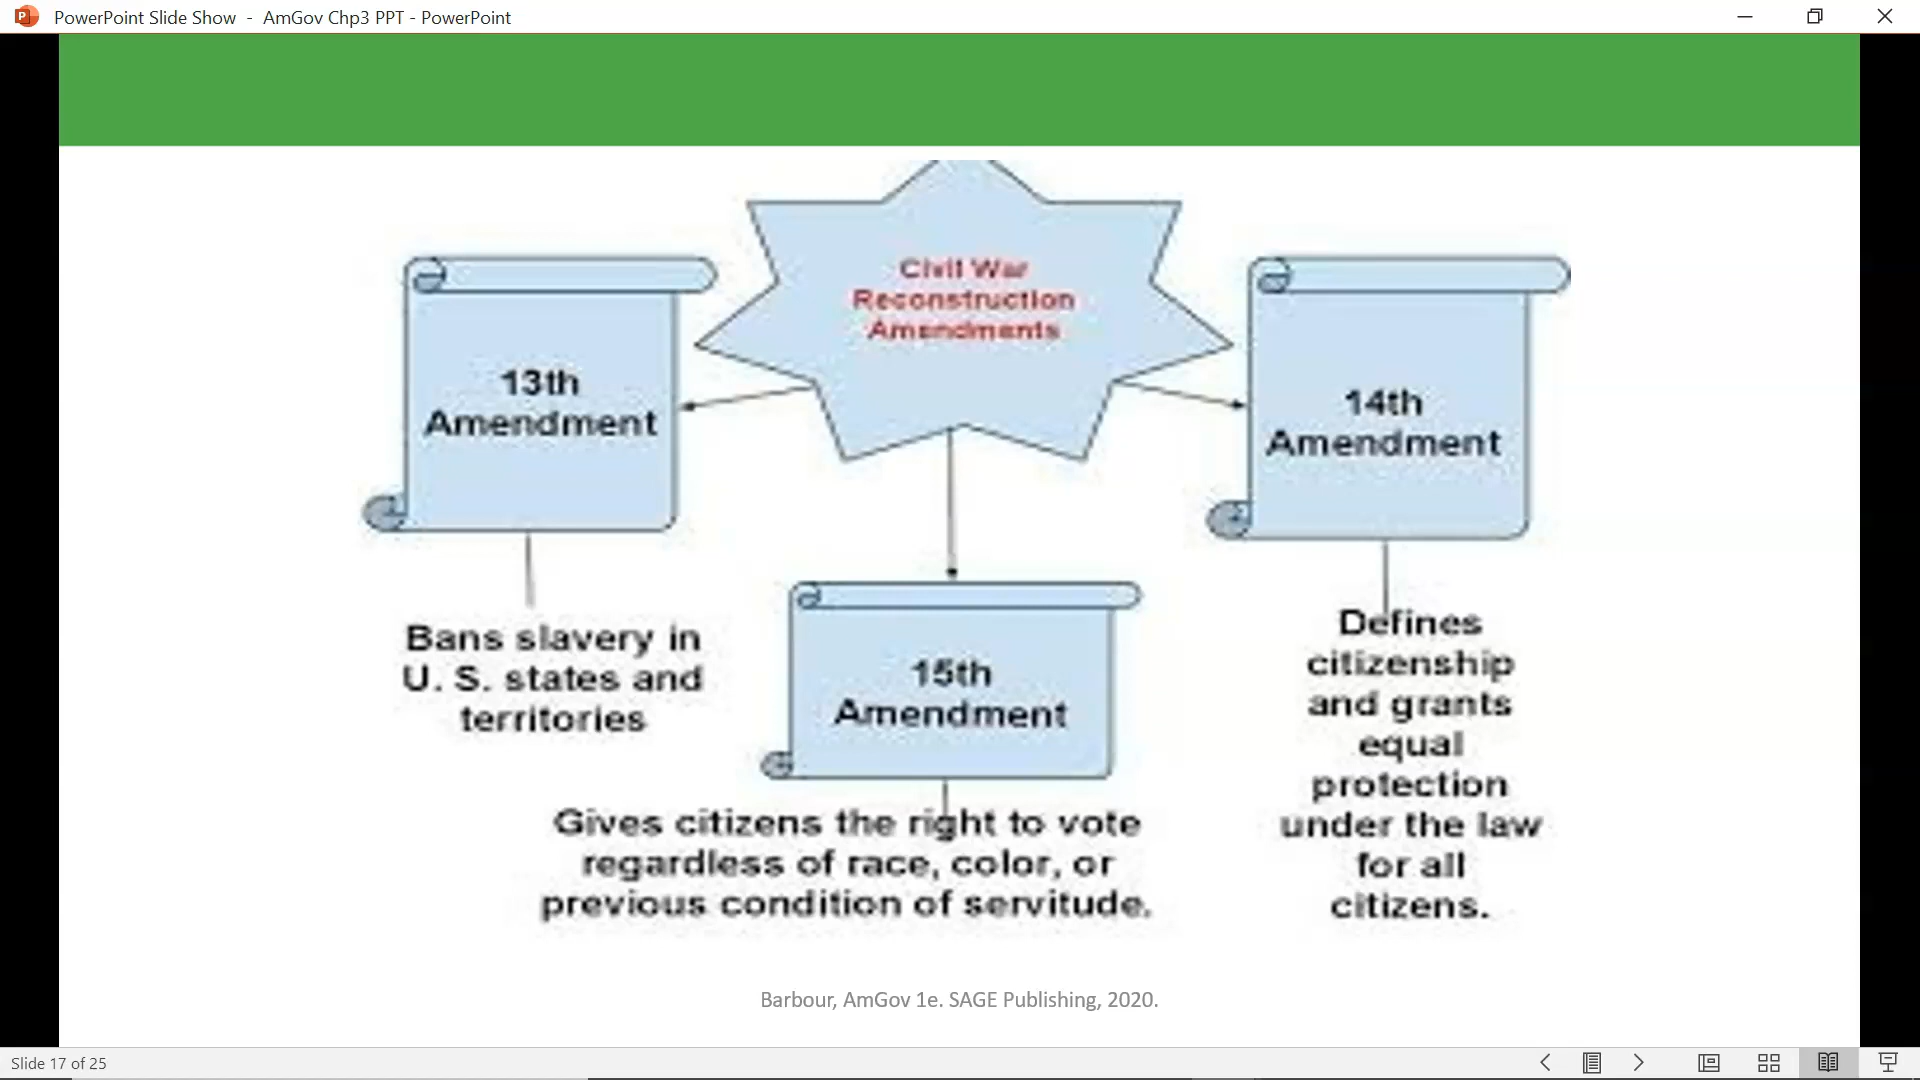 PowerPoint Slide Show - AmGov Chp3 PPT - PowerPoint
Civil War
Reconstruction
Amendments
13th
Amendment
Bans slavery in
U. S. states and
territories
15th
Amendment
Gives citizens the right to vote
regardless of race, color, or
previous condition of servitude.
14th
Amendment
Defines
citizenship
and grants
equal
protection
under the law
for all
citizens.
Barbour, AmGov 1e. SAGE Publishing, 2020.
Slide 17 of 25